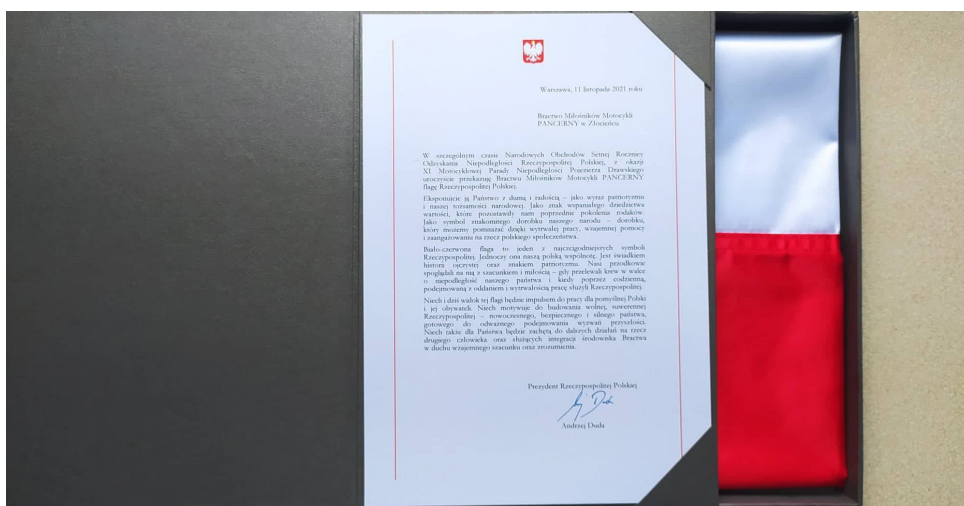 Warszawa, 11 listopada 2021 roku
Bractwo Miłośników Motocykli
PANCERNY w Złocieńcu
W szczególnym czasie Narodowych Obchodów Setnej Rocznicy
Odzyskania Niepodległości Rzeczypospolitej Polskiej, z okazji
XI Motocyklowej Parady Niepodległości Pojezierza Drawskiego
uroczyście przekazuję Bractwu Miłośników Motocykli PANCERNY
flagę Rzeczypospolitej Polskiej.
Eksponujcie ją Państwo z dumą i radością – jako wyraz patriotyzmu
i naszej tożsamości narodowej. Jako znak wspaniałego dziedzictwa
wartości, które pozostawiły nam poprzednie pokolenia rodaków.
Jako symbol znakomitego dorobku naszego narodu – dorobku,
który możemy pomnażać dzięki wytrwałej pracy, wzajemnej pomocy
i zaangażowaniu na rzecz polskiego społeczeństwa.
Biało-czerwona flaga to jeden z najczcigodniejszych symboli
Rzeczypospolitej. Jednoczy ona naszą polską wspólnotę. Jest świadkiem
historii ojczystej oraz znakiem patriotyzmu. Nasi przodkowie
spoglądali na nią z szacunkiem i miłością – gdy przelewali krew w walce
o niepodległość naszego państwa i kiedy poprzez codzienną,
podejmowaną z oddaniem i wytrwałością pracę służyli Rzeczypospolitej.
Niech i dziś widok tej flagi będzie impulsem do pracy dla pomyślnej Polski
i jej obywateli. Niech motywuje do budowania wolnej, suwerennej
Rzeczypospolitej – nowoczesnego, bezpiecznego i silnego państwa,
gotowego do odważnego podejmowania wyzwań przyszłości.
Niech także dla Państwa będzie zachętą do dalszych działań na rzecz
drugiego człowieka oraz służących integracji środowiska Bractwa
w duchu wzajemnego szacunku oraz zrozumienia.
Prezydent Rzeczypospolitej Polskiej
Andrzej Duda